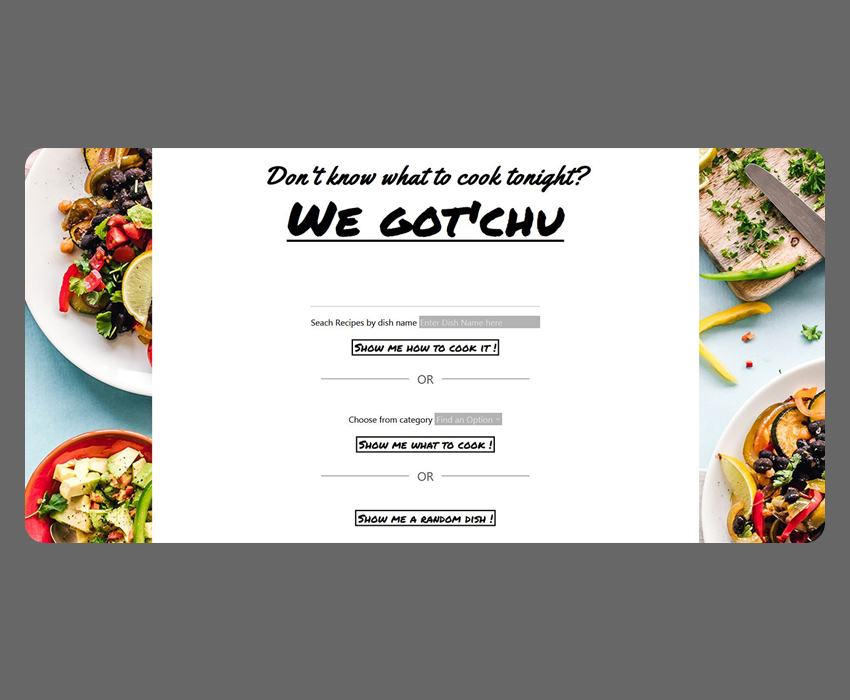 Don't know what to cook tonight?
We got'chu
Seach Recipes by dish name Enter Dish Name here
Show me how to cook it !
OR
Choose from category Find an Option
Show me what to cook !
OR
Show me a random dish !